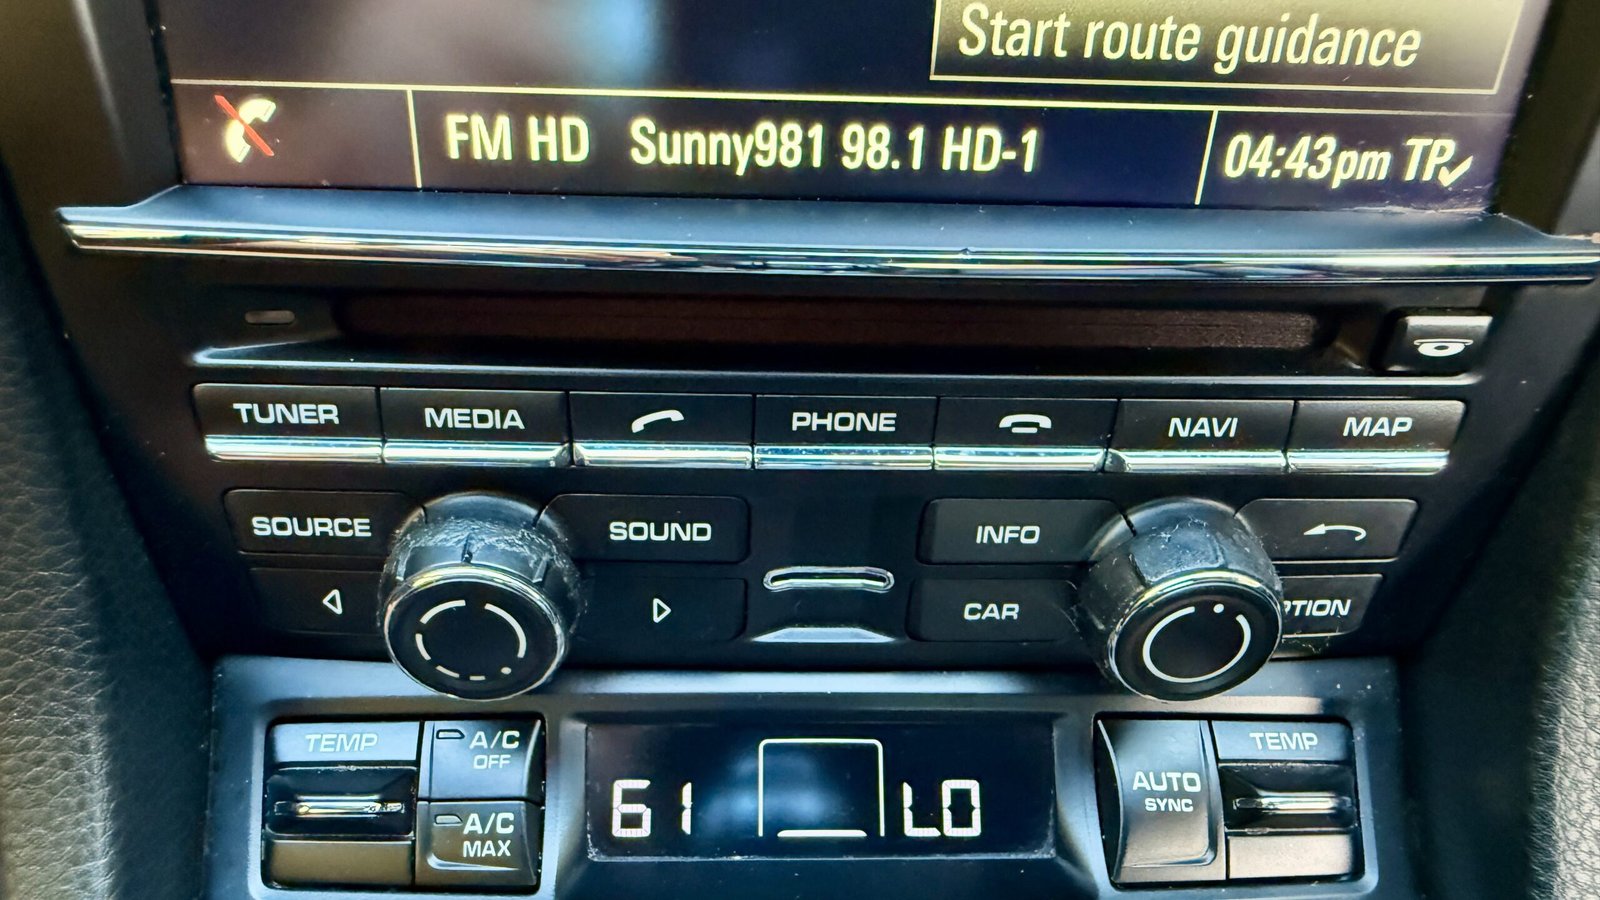 Start route guidance
FM HD Sunny981 98.1 HD-1 04:43pm TP
TUNER MEDIA PHONE NAVI MAP
SOURCE SOUND INFO
CAR PTION
TEMP A/C OFF TEMP
AUTO SYNC
61 LO
A/C MAX